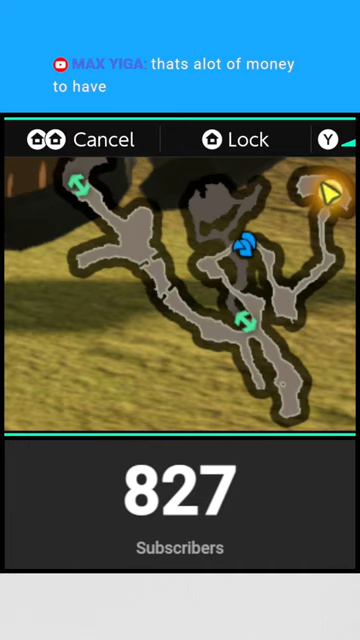 MAX YIGA: thats alot of money
to have
Cancel Lock Y
827
Subscribers